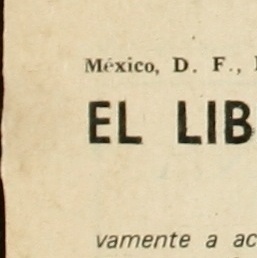 México, D. F.,
EL LIB
vamente a ac